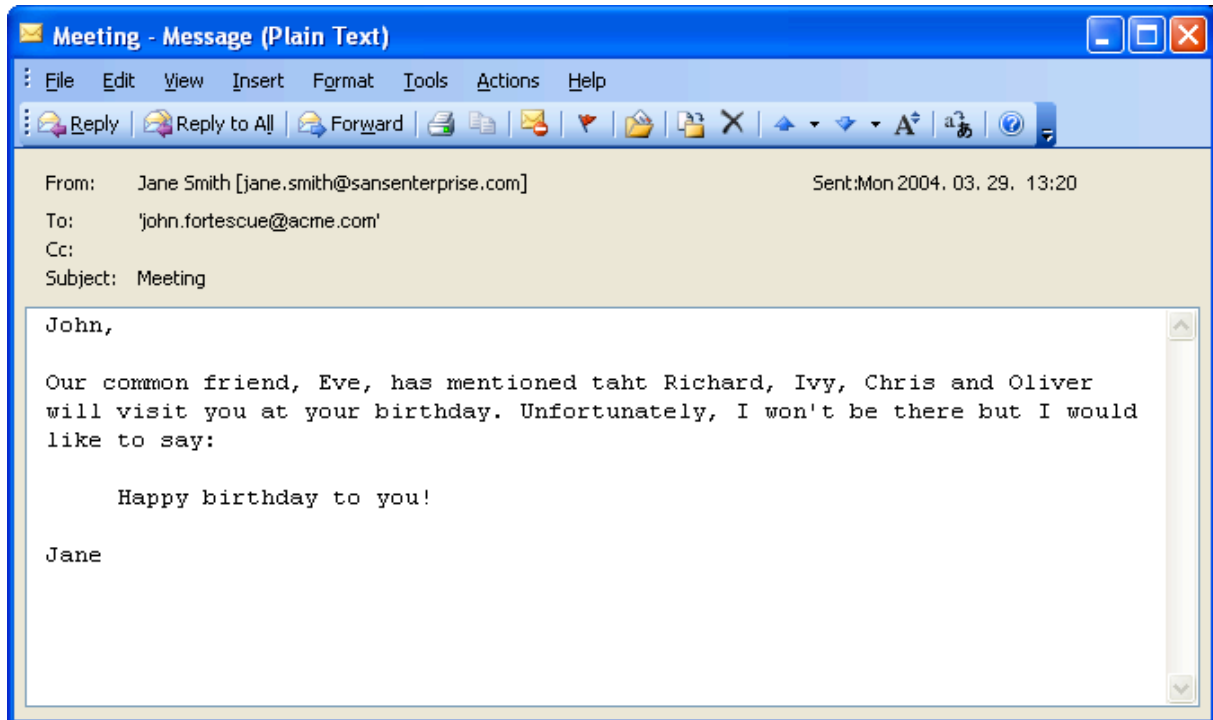 Meeting - Message (Plain Text)
File Edit View Insert Format Tools Actions Help
Reply Reply to All Forward
From: Jane Smith [jane.smith@sansenterprise.com] Sent:Mon 2004. 03. 29. 13:20
To: 'john.fortescue@acme.com'
Cc:
Subject: Meeting
John,
Our common friend, Eve, has mentioned taht Richard, Ivy, Chris and Oliver
will visit you at your birthday. Unfortunately, I won't be there but I would
like to say:
Happy birthday to you!
Jane